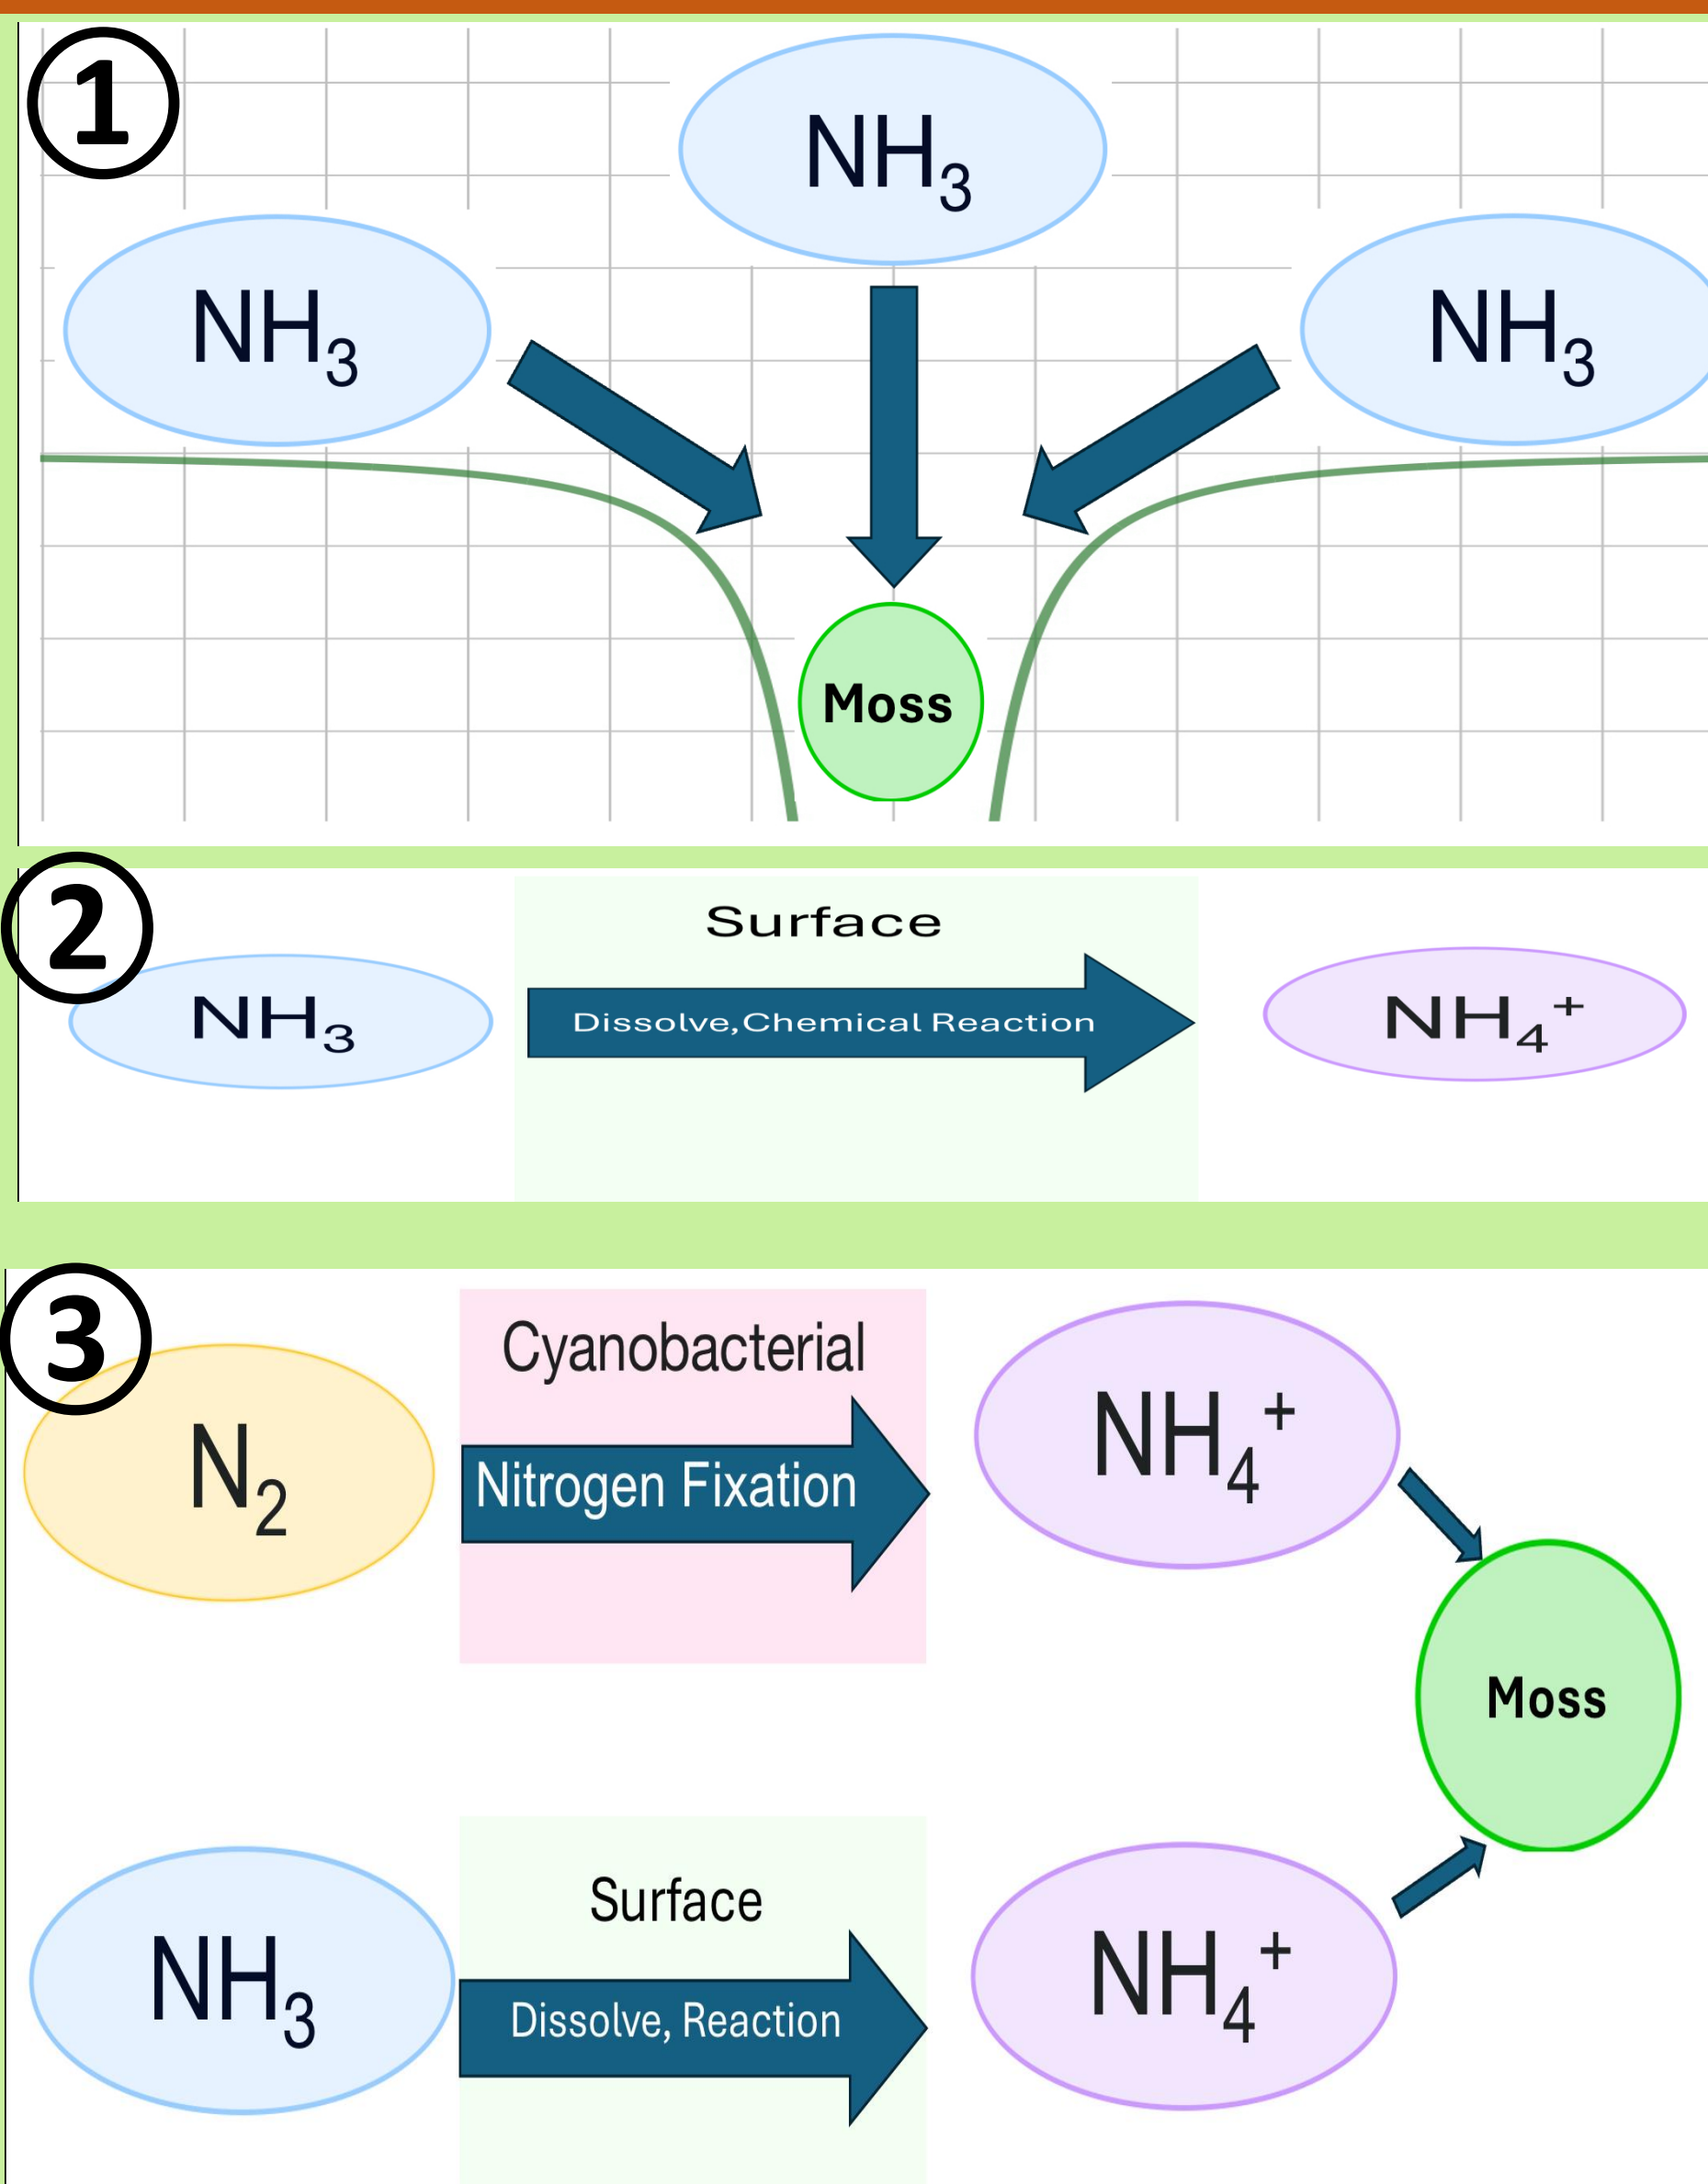 1
NH₃
NH₃
NH₃
Moss
2
Surface
NH₃
Dissolve,Chemical Reaction
NH₄⁺
3
Cyanobacterial
N₂
Nitrogen Fixation
NH₄⁺
Moss
Surface
NH₃
Dissolve, Reaction
NH₄⁺